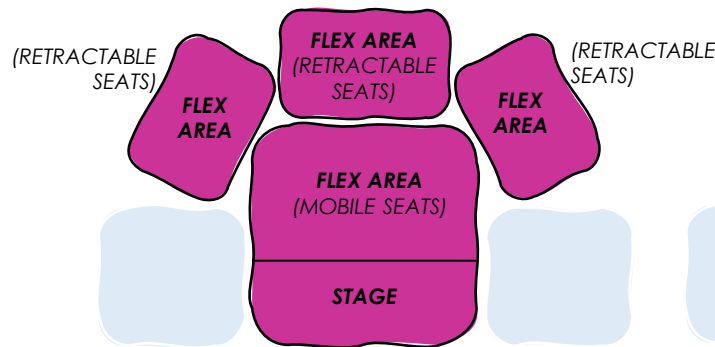 (RETRACTABLE
SEATS)
FLEX
AREA
FLEX AREA
(RETRACTABLE
SEATS)
(RETRACTABLE
SEATS)
FLEX
AREA
FLEX AREA
(MOBILE SEATS)
STAGE